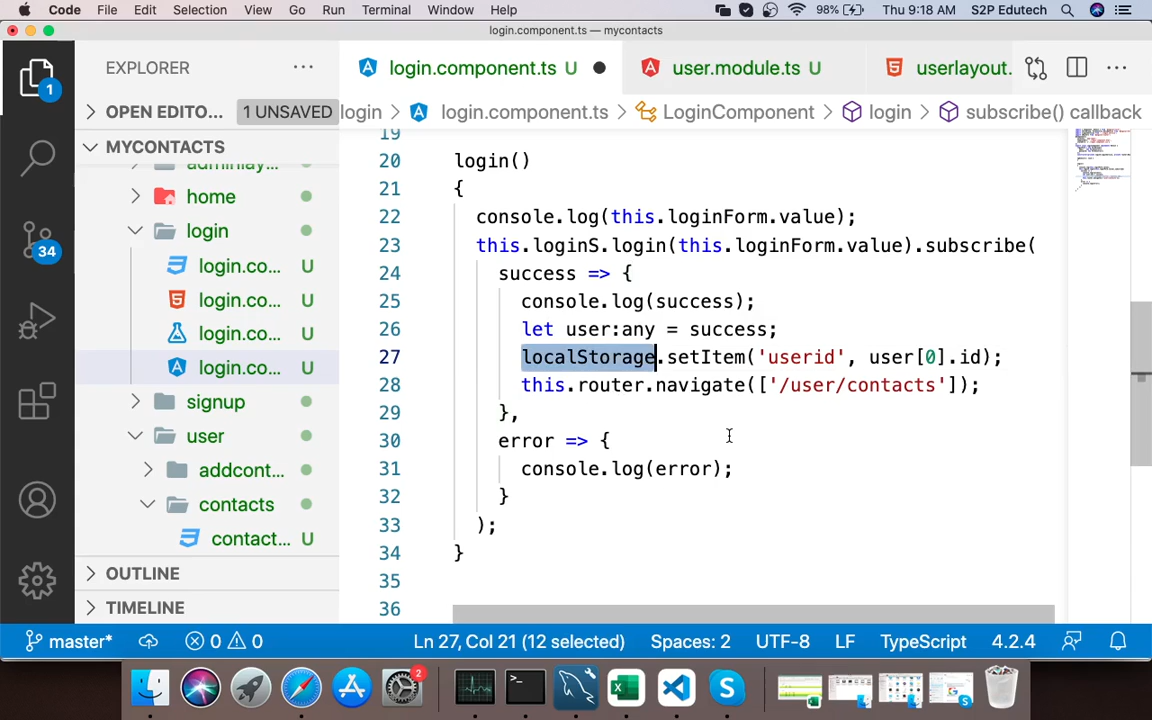 Code File Edit Selection View Go Run Terminal Window Help 98% Thu 9:18 AM S2P Edutech
login.component.ts — mycontacts
EXPLORER ... login.component.ts U ● user.module.ts U userlayout. ...
1
OPEN EDITO... 1 UNSAVED login > login.component.ts > LoginComponent > login > subscribe() callback
MYCONTACTS
adminlay...
home
login
login.co... U
login.co... U
login.co... U
login.co... U
signup
user
addcont...
contacts
contact... U
OUTLINE
TIMELINE
34
19
20 login()
21 {
22 console.log(this.loginForm.value);
23 this.loginS.login(this.loginForm.value).subscribe(
24 success => {
25 console.log(success);
26 let user:any = success;
27 localStorage.setItem('userid', user[0].id);
28 this.router.navigate(['/user/contacts']);
29 },
30 error => {
31 console.log(error);
32 }
33 );
34 }
35
36
master* 0 0 Ln 27, Col 21 (12 selected) Spaces: 2 UTF-8 LF TypeScript 4.2.4
2